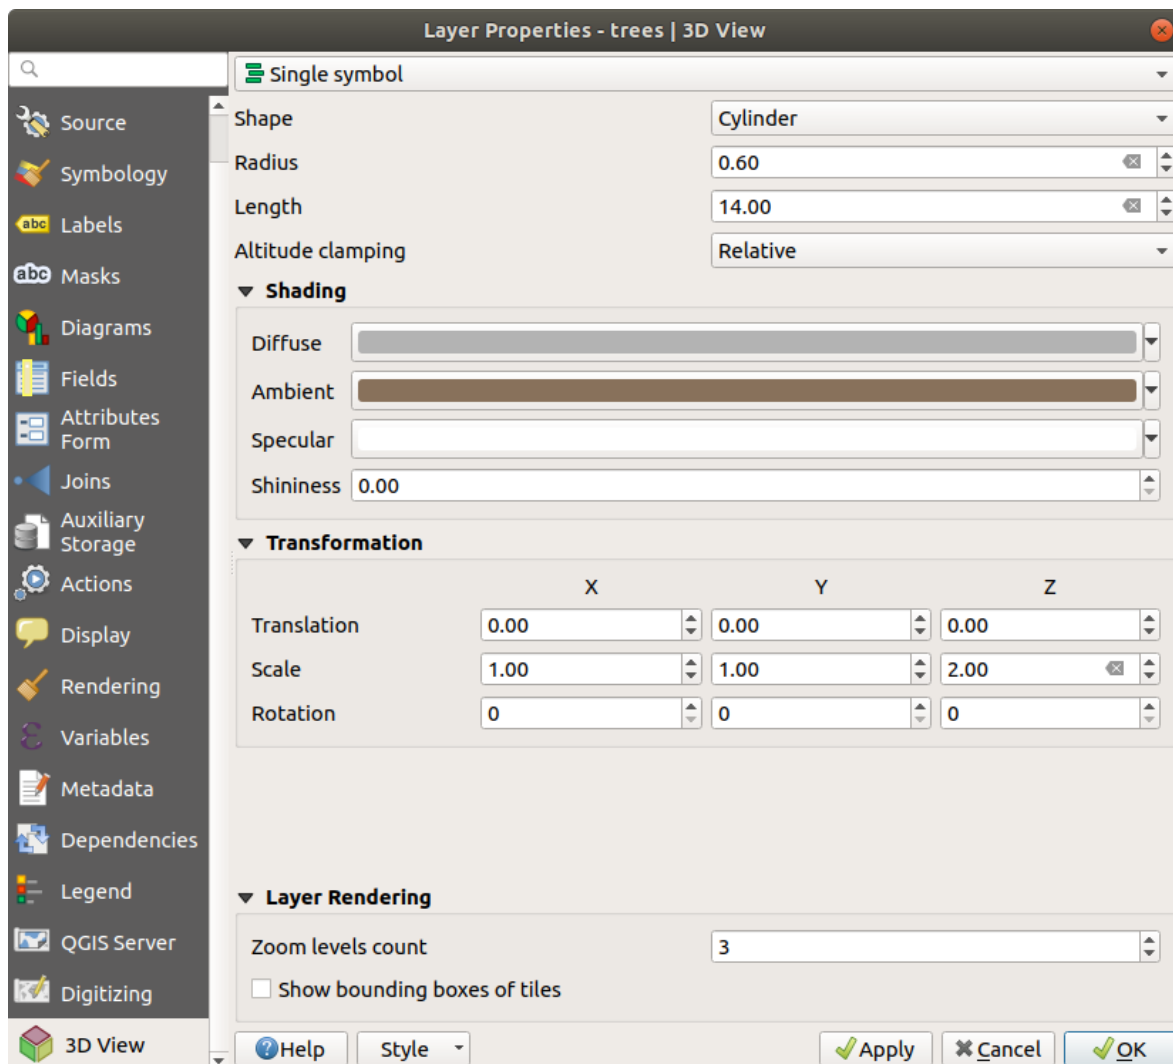 Layer Properties - trees | 3D View
Source
Symbology
abc Labels
abc Masks
Diagrams
Fields
Attributes
Form
Joins
Auxiliary
Storage
Actions
Display
Rendering
Variables
Metadata
Dependencies
Legend
QGIS Server
Digitizing
3D View
Single symbol
Shape Cylinder
Radius 0.60
Length 14.00
Altitude clamping Relative
Shading
Diffuse
Ambient
Specular
Shininess 0.00
Transformation
X Y Z
Translation 0.00 0.00 0.00
Scale 1.00 1.00 2.00
Rotation 0 0 0
Layer Rendering
Zoom levels count 3
Show bounding boxes of tiles
Help Style Apply Cancel OK